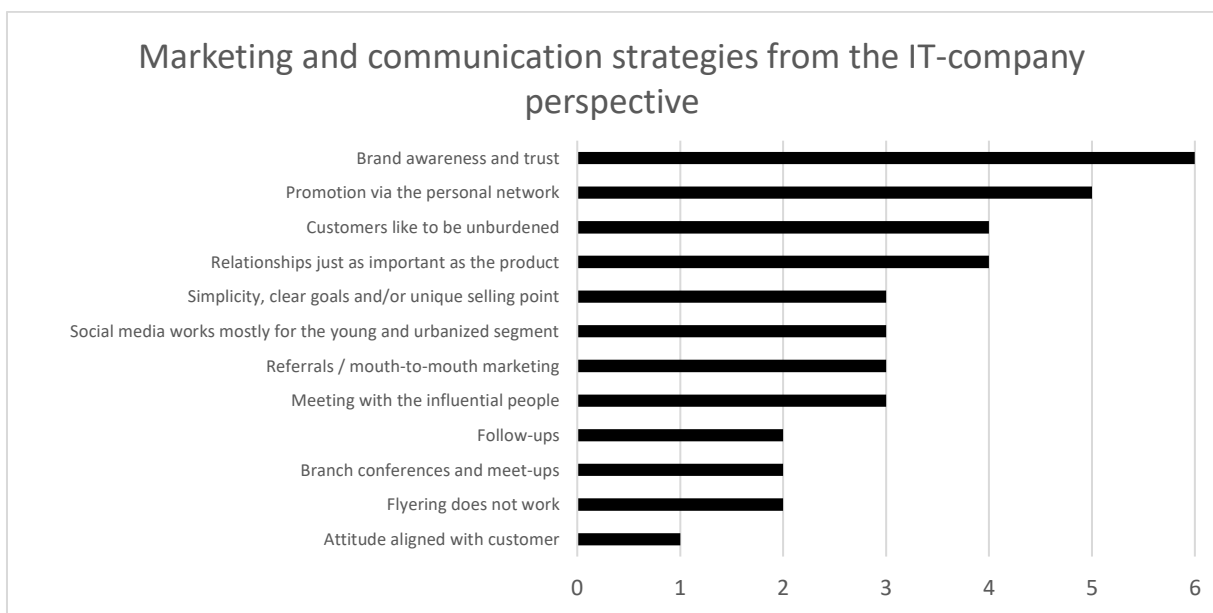 Marketing and communication strategies from the IT-company
perspective
Brand awareness and trust
Promotion via the personal network
Customers like to be unburdened
Relationships just as important as the product
Simplicity, clear goals and/or unique selling point
Social media works mostly for the young and urbanized segment
Referrals / mouth-to-mouth marketing
Meeting with the influential people
Follow-ups
Branch conferences and meet-ups
Flyering does not work
Attitude aligned with customer
0 1 2 3 4 5 6